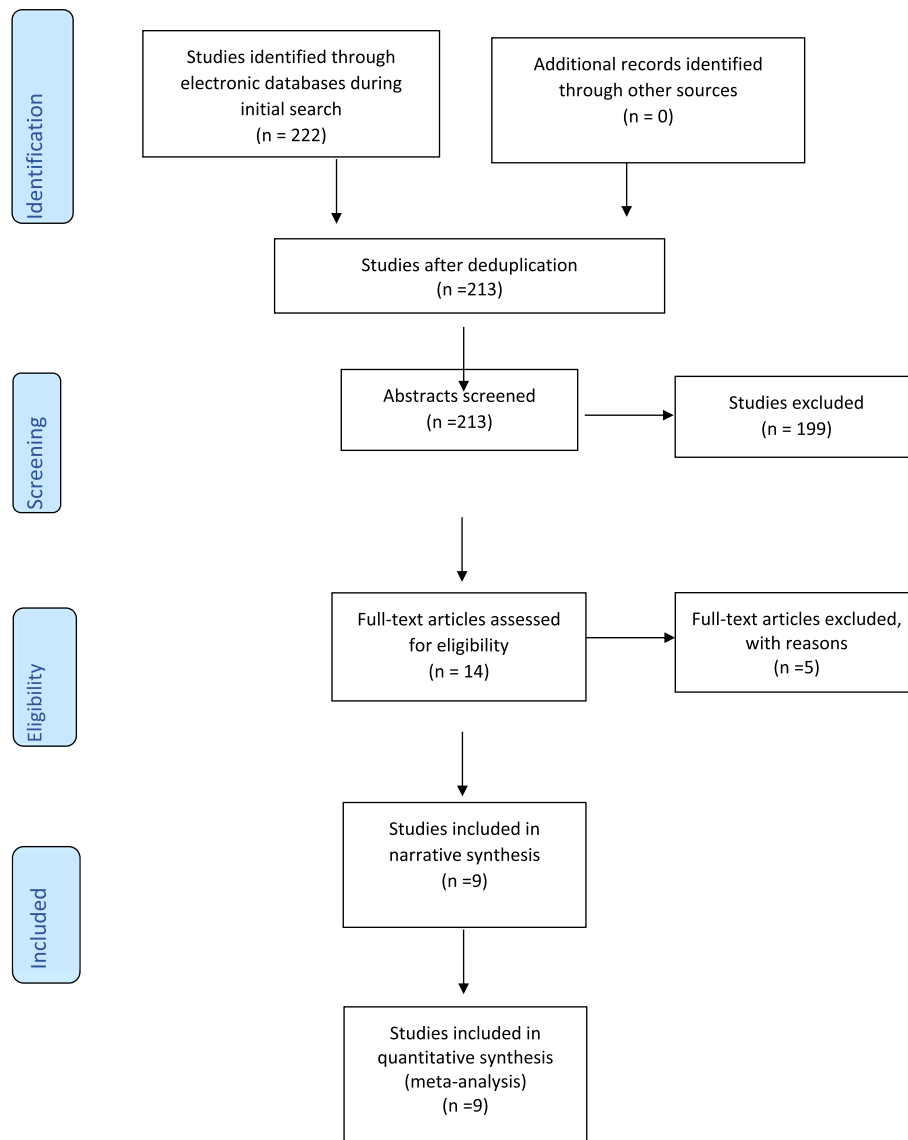 Identification
Studies identified through
electronic databases during
initial search
(n = 222)
Additional records identified
through other sources
(n = 0)
Studies after deduplication
(n =213)
Screening
Abstracts screened
(n =213)
Studies excluded
(n = 199)
Eligibility
Full-text articles assessed
for eligibility
(n = 14)
Full-text articles excluded,
with reasons
(n =5)
Included
Studies included in
narrative synthesis
(n =9)
Studies included in
quantitative synthesis
(meta-analysis)
(n =9)